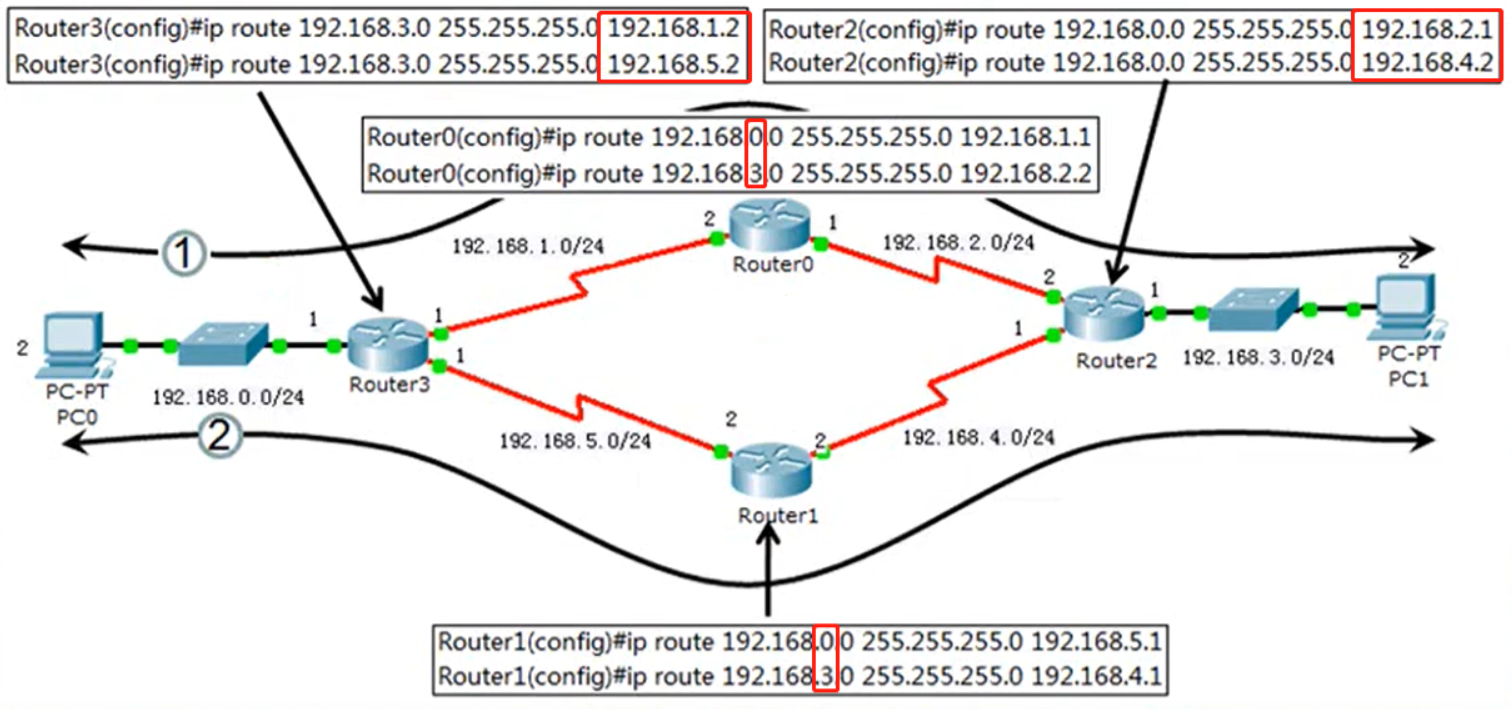 Router3(config)#ip route 192.168.3.0 255.255.255.0 192.168.1.2
Router3(config)#ip route 192.168.3.0 255.255.255.0 192.168.5.2
Router2(config)#ip route 192.168.0.0 255.255.255.0 192.168.2.1
Router2(config)#ip route 192.168.0.0 255.255.255.0 192.168.4.2
Router0(config)#ip route 192.168.0.0 255.255.255.0 192.168.1.1
Router0(config)#ip route 192.168.3.0 255.255.255.0 192.168.2.2
1
192.168.1.0/24
2
1
Router0
192.168.2.0/24
2
1
2
2
PC-PT
PC0
192.168.0.0/24
1
Router3
1
1
1
Router2
192.168.3.0/24
PC-PT
PC1
2
192.168.5.0/24
2
2
192.168.4.0/24
Router1
Router1(config)#ip route 192.168.0.0 255.255.255.0 192.168.5.1
Router1(config)#ip route 192.168.3.0 255.255.255.0 192.168.4.1